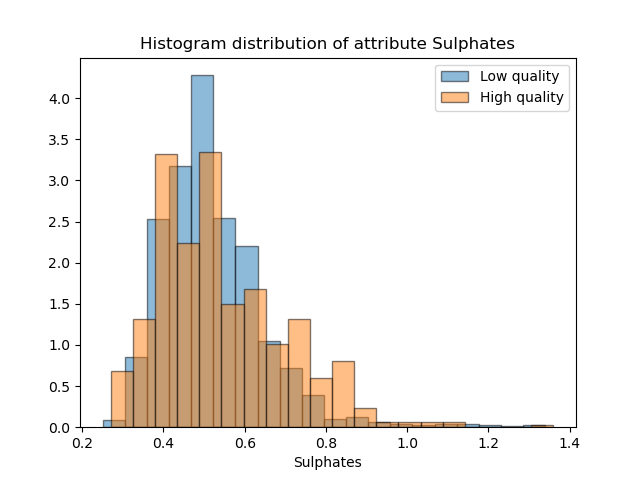 Histogram distribution of attribute Sulphates
Low quality
High quality
4.0
3.5
3.0
2.5
2.0
1.5
1.0
0.5
0.0
0.2 0.4 0.6 0.8 1.0 1.2 1.4
Sulphates